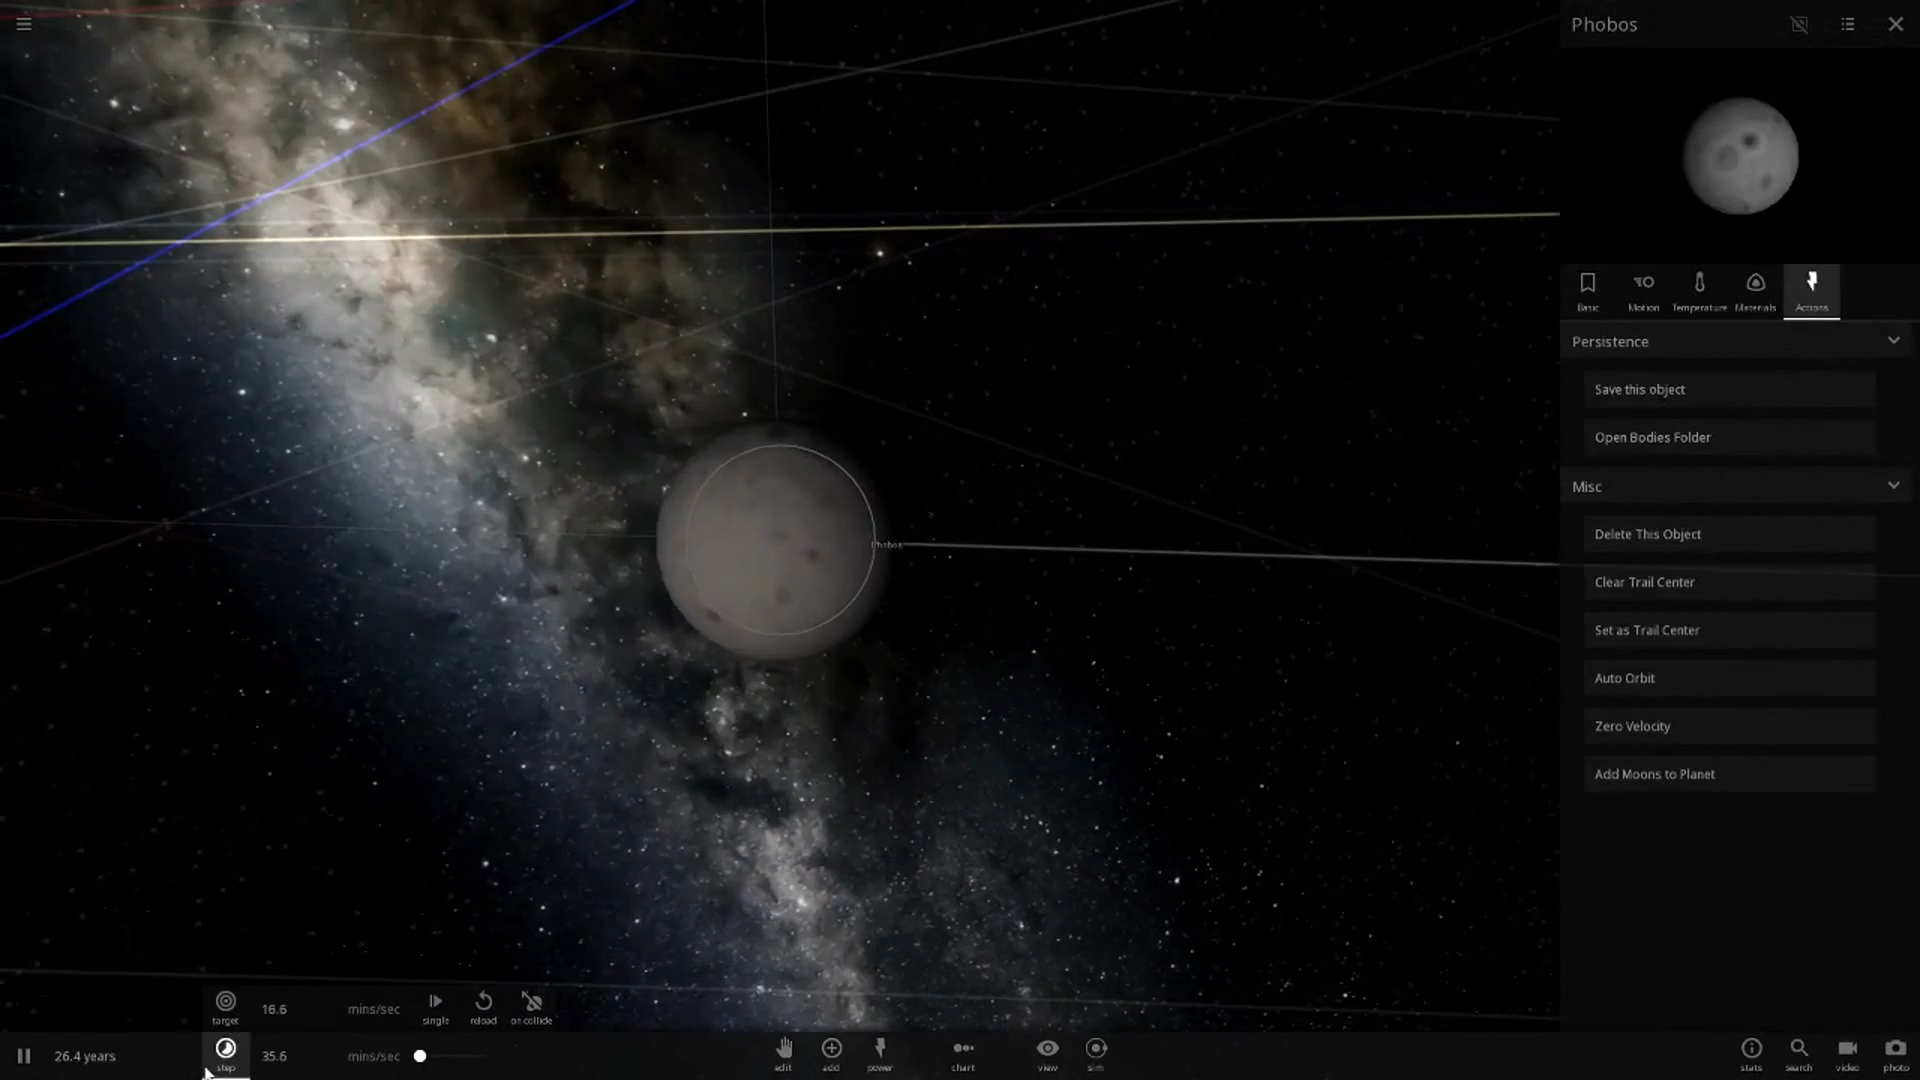 Phobos
Basic
Motion
Temperature
Materials
Actions
Persistence
Save this object
Open Bodies Folder
Misc
Delete This Object
Phobos
Clear Trail Center
Set as Trail Center
Auto Orbit
Zero Velocity
Add Moons to Planet
target
16.6
mins/sec
single
reload
on collide
26.4 years
step
35.6
mins/sec
edit
add
power
chart
view
sim
stats
search
video
photo